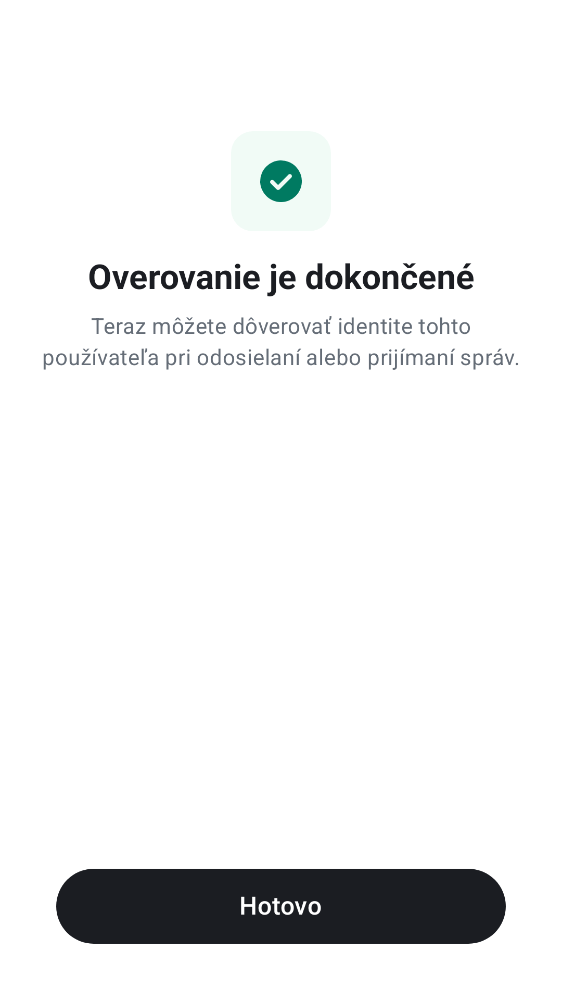 Overovanie je dokončené
Teraz môžete dôverovať identite tohto
používateľa pri odosielaní alebo prijímaní správ.
Hotovo